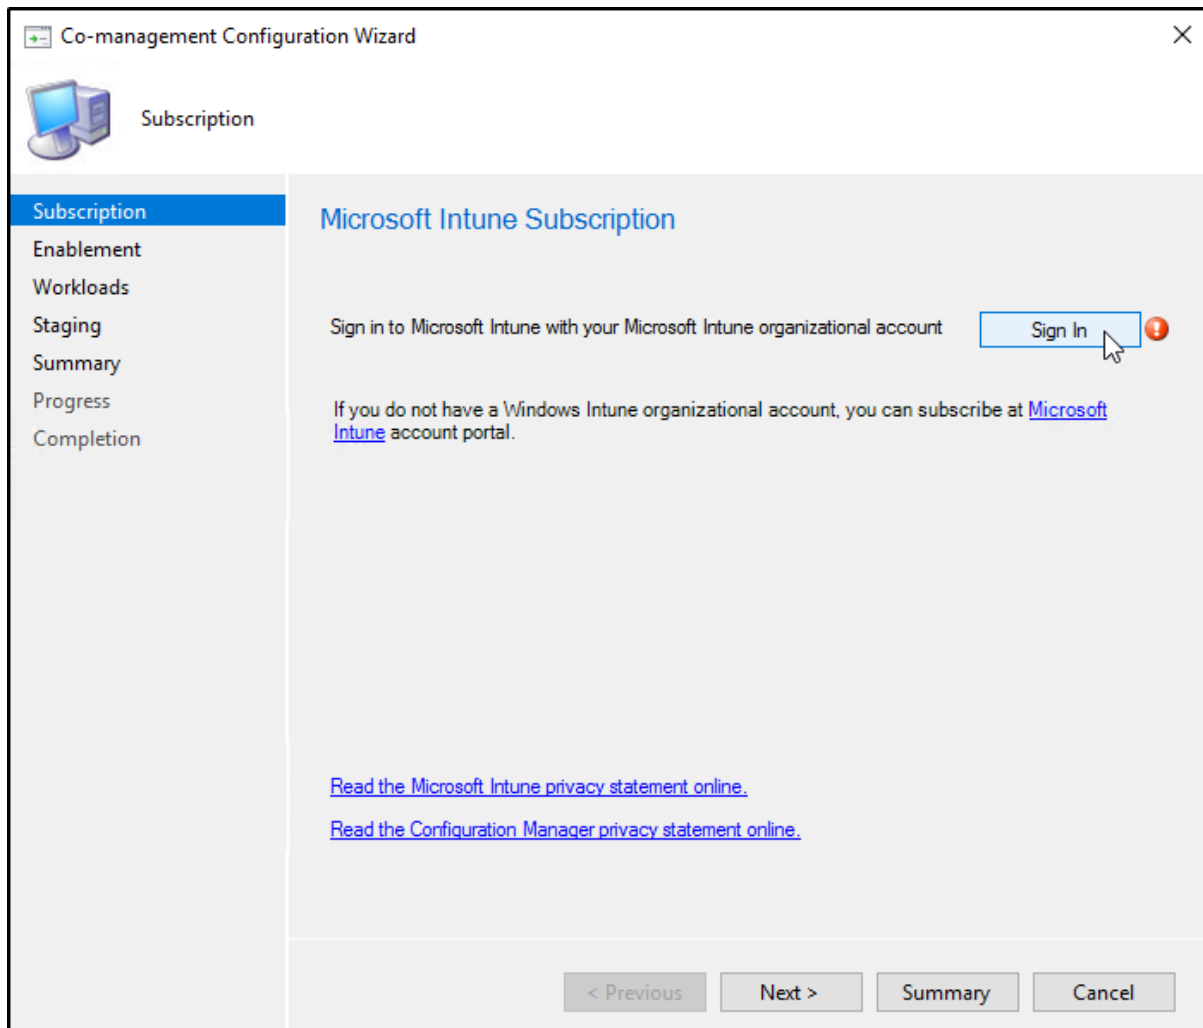 Co-management Configuration Wizard
Subscription
Subscription
Enablement
Workloads
Staging
Summary
Progress
Completion
Microsoft Intune Subscription
Sign in to Microsoft Intune with your Microsoft Intune organizational account
Sign In
If you do not have a Windows Intune organizational account, you can subscribe at Microsoft
Intune account portal.
Read the Microsoft Intune privacy statement online.
Read the Configuration Manager privacy statement online.
< Previous
Next >
Summary
Cancel